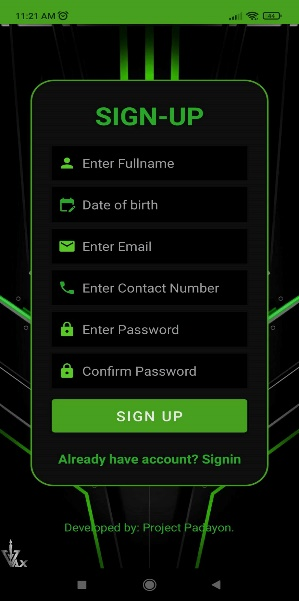 11:21 AM
44
SIGN-UP
Enter Fullname
Date of birth
Enter Email
Enter Contact Number
Enter Password
Confirm Password
SIGN UP
Already have account? Signin
Developed by: Project Padayon.